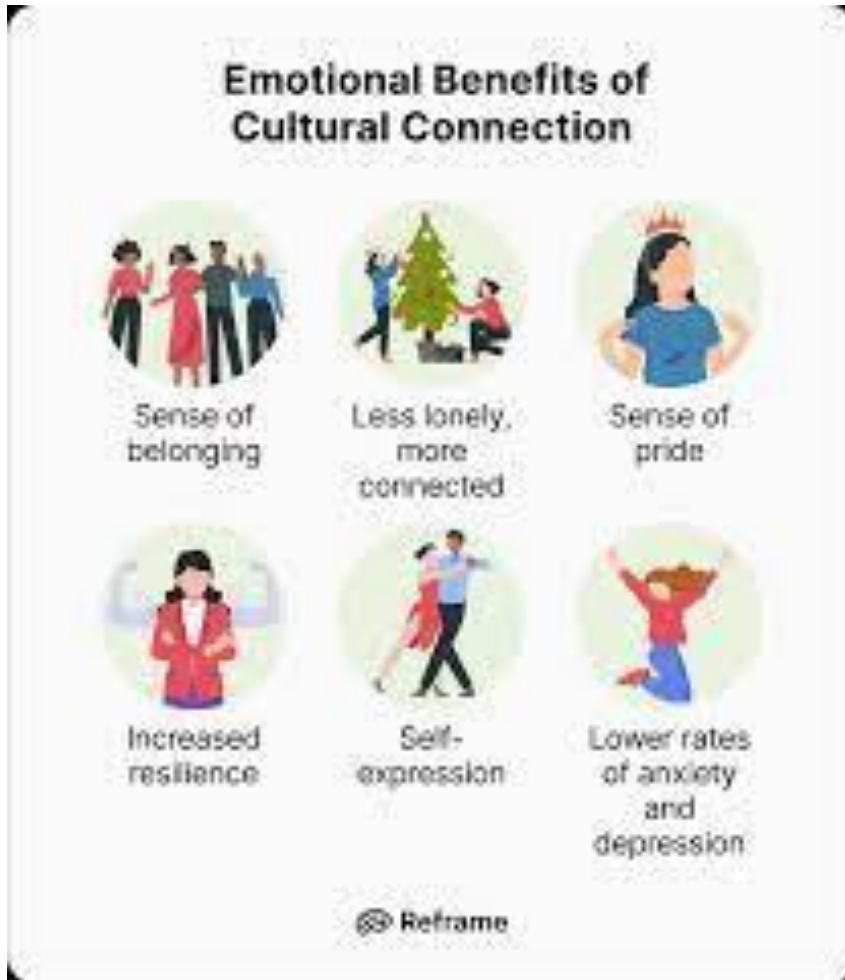 Emotional Benefits of
Cultural Connection
Sense of
belonging
Less lonely,
more
connected
Sense of
pride
Increased
resilience
Self-
expression
Lower rates
of anxiety
and
depression
Reframe